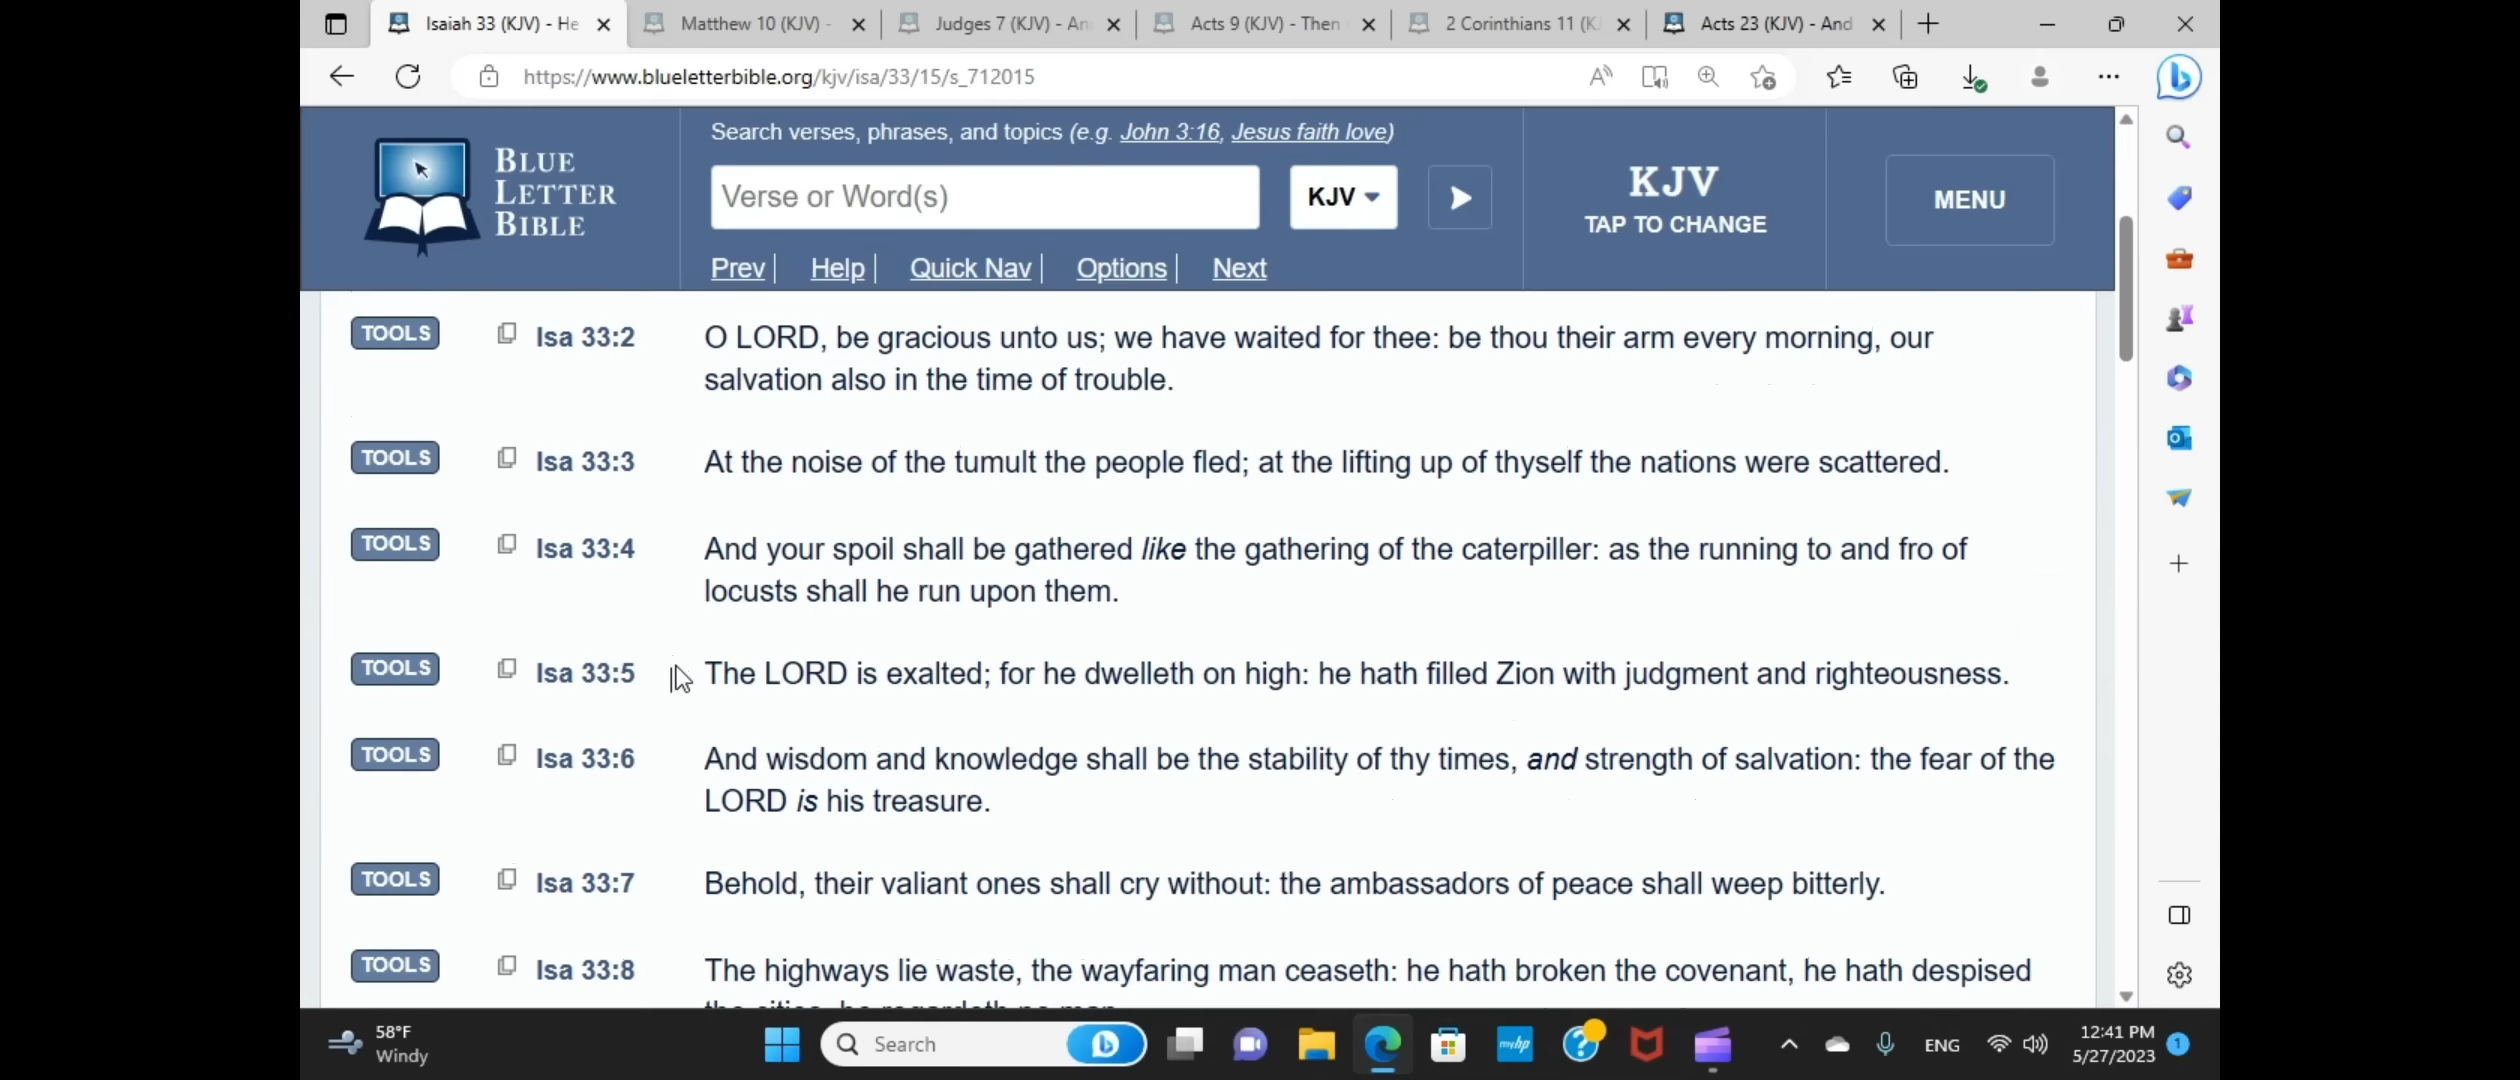 Isaiah 33 (KJV) - He
Matthew 10 (KJV) -
Judges 7 (KJV) - An
Acts 9 (KJV) - Then
2 Corinthians 11 (KJ
Acts 23 (KJV) - And
https://www.blueletterbible.org/kjv/isa/33/15/s_712015
BLUE
LETTER
BIBLE
Search verses, phrases, and topics (e.g. John 3:16, Jesus faith love)
Verse or Word(s)
KJV
Prev | Help | Quick Nav | Options | Next
KJV
TAP TO CHANGE
MENU
TOOLS Isa 33:2 O LORD, be gracious unto us; we have waited for thee: be thou their arm every morning, our
salvation also in the time of trouble.
TOOLS Isa 33:3 At the noise of the tumult the people fled; at the lifting up of thyself the nations were scattered.
TOOLS Isa 33:4 And your spoil shall be gathered like the gathering of the caterpiller: as the running to and fro of
locusts shall he run upon them.
TOOLS Isa 33:5 The LORD is exalted; for he dwelleth on high: he hath filled Zion with judgment and righteousness.
TOOLS Isa 33:6 And wisdom and knowledge shall be the stability of thy times, and strength of salvation: the fear of the
LORD is his treasure.
TOOLS Isa 33:7 Behold, their valiant ones shall cry without: the ambassadors of peace shall weep bitterly.
TOOLS Isa 33:8 The highways lie waste, the wayfaring man ceaseth: he hath broken the covenant, he hath despised
the cities, he regardeth no man.
58°F
Windy
Search
myhp
ENG
12:41 PM
5/27/2023
1